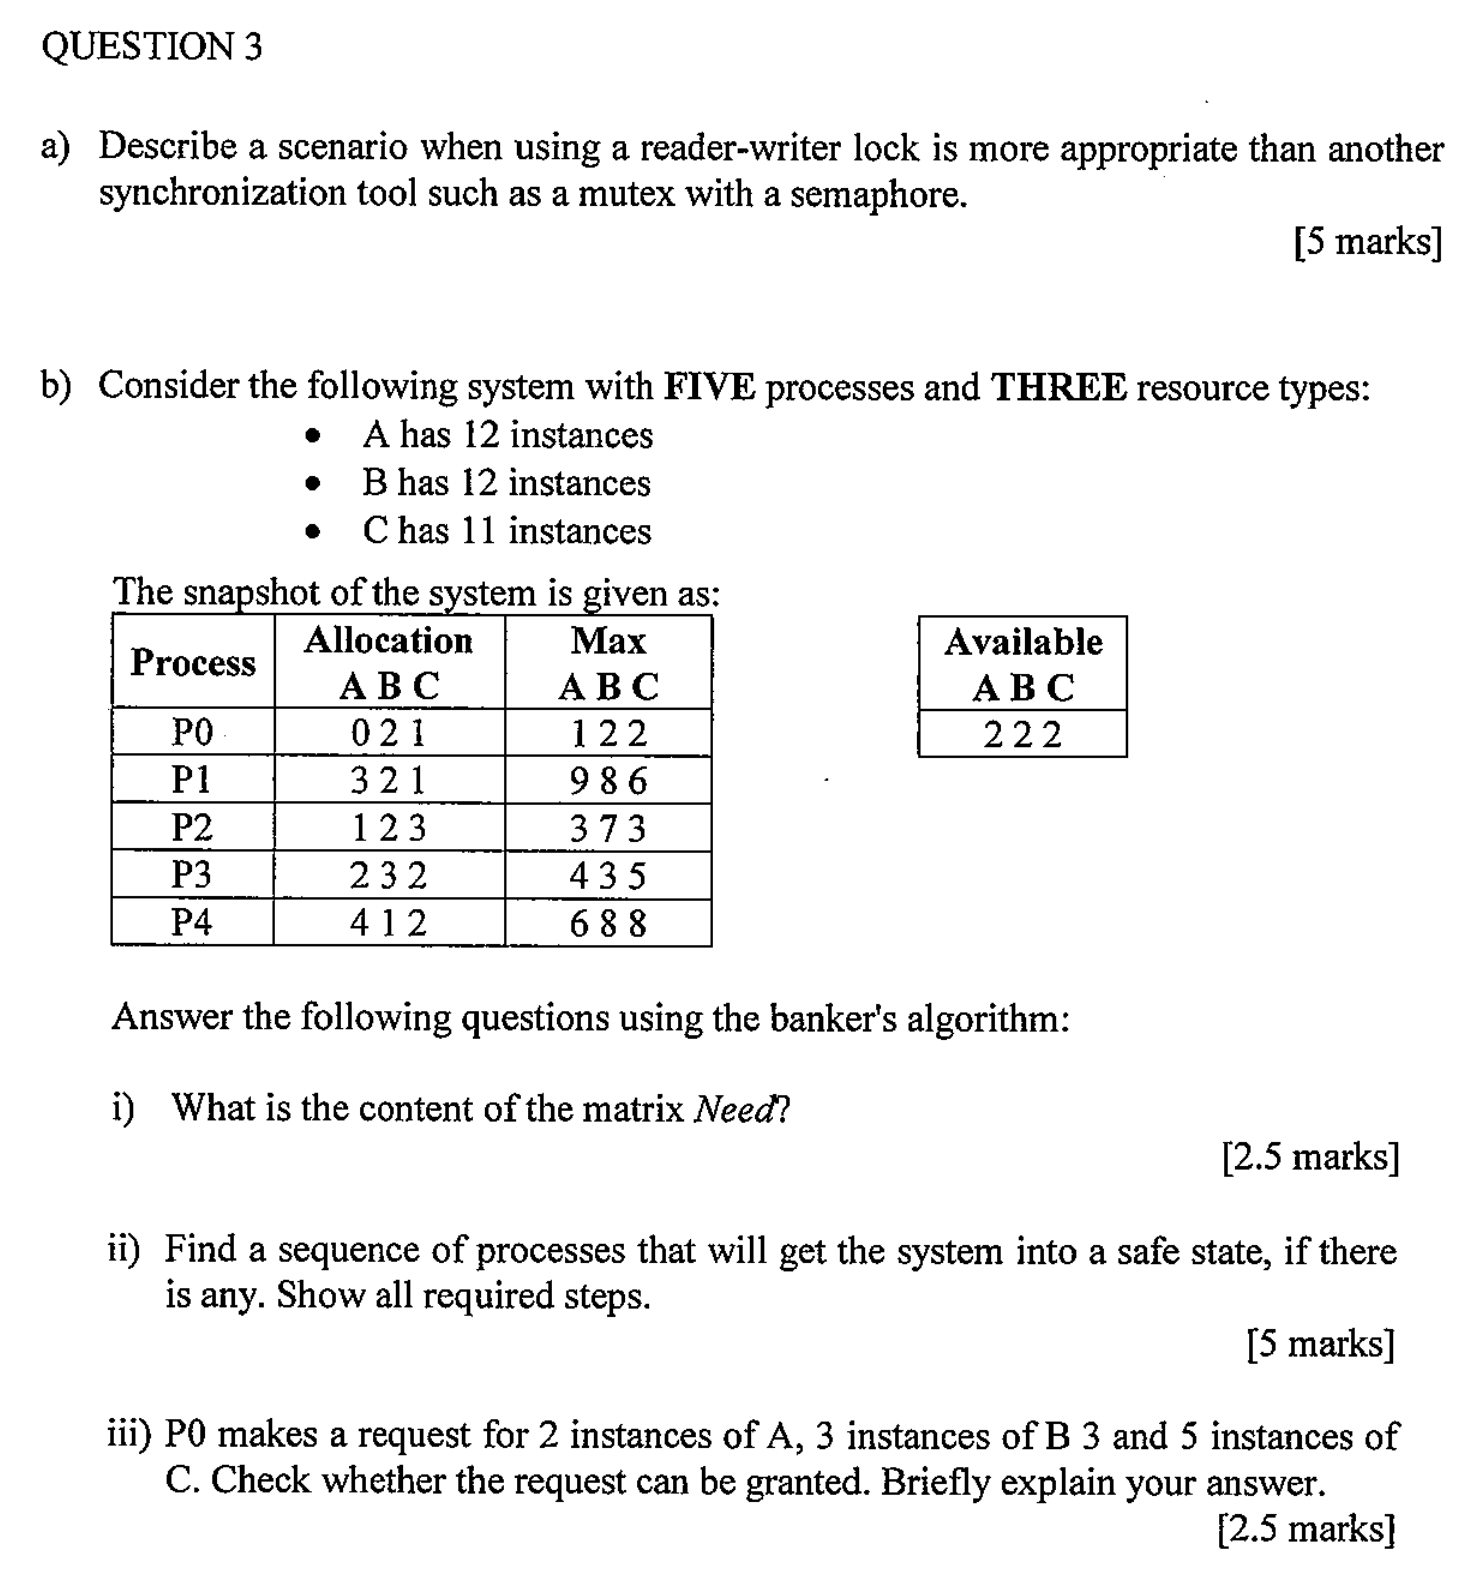 QUESTION 3
a) Describe a scenario when using a reader-writer lock is more appropriate than another
synchronization tool such as a mutex with a semaphore.
[5 marks]
b) Consider the following system with FIVE processes and THREE resource types:
• A has 12 instances
• B has 12 instances
• C has 11 instances
The snapshot of the system is given as:
Process Allocation Max Available
A B C A B C A B C
P0 0 2 1 1 2 2 2 2 2
P1 3 2 1 9 8 6
P2 1 2 3 3 7 3
P3 2 3 2 4 3 5
P4 4 1 2 6 8 8
Answer the following questions using the banker's algorithm:
i) What is the content of the matrix Need?
[2.5 marks]
ii) Find a sequence of processes that will get the system into a safe state, if there
is any. Show all required steps.
[5 marks]
iii) P0 makes a request for 2 instances of A, 3 instances of B 3 and 5 instances of
C. Check whether the request can be granted. Briefly explain your answer.
[2.5 marks]